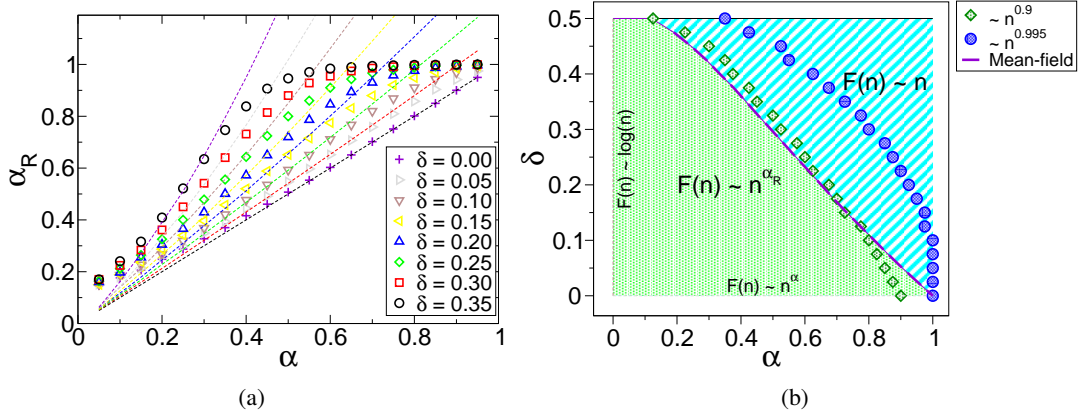 α_R
1
0.8
0.6
0.4
0.2
0
0
0.2
0.4
0.6
0.8
1
α
δ = 0.00
δ = 0.05
δ = 0.10
δ = 0.15
δ = 0.20
δ = 0.25
δ = 0.30
δ = 0.35
(a)
δ
0.5
0.4
0.3
0.2
0.1
0
0
0.2
0.4
0.6
0.8
1
α
F(n) ~ log(n)
F(n) ~ n^{α_R}
F(n) ~ n
F(n) ~ n^α
~ n^{0.9}
~ n^{0.995}
Mean-field
(b)